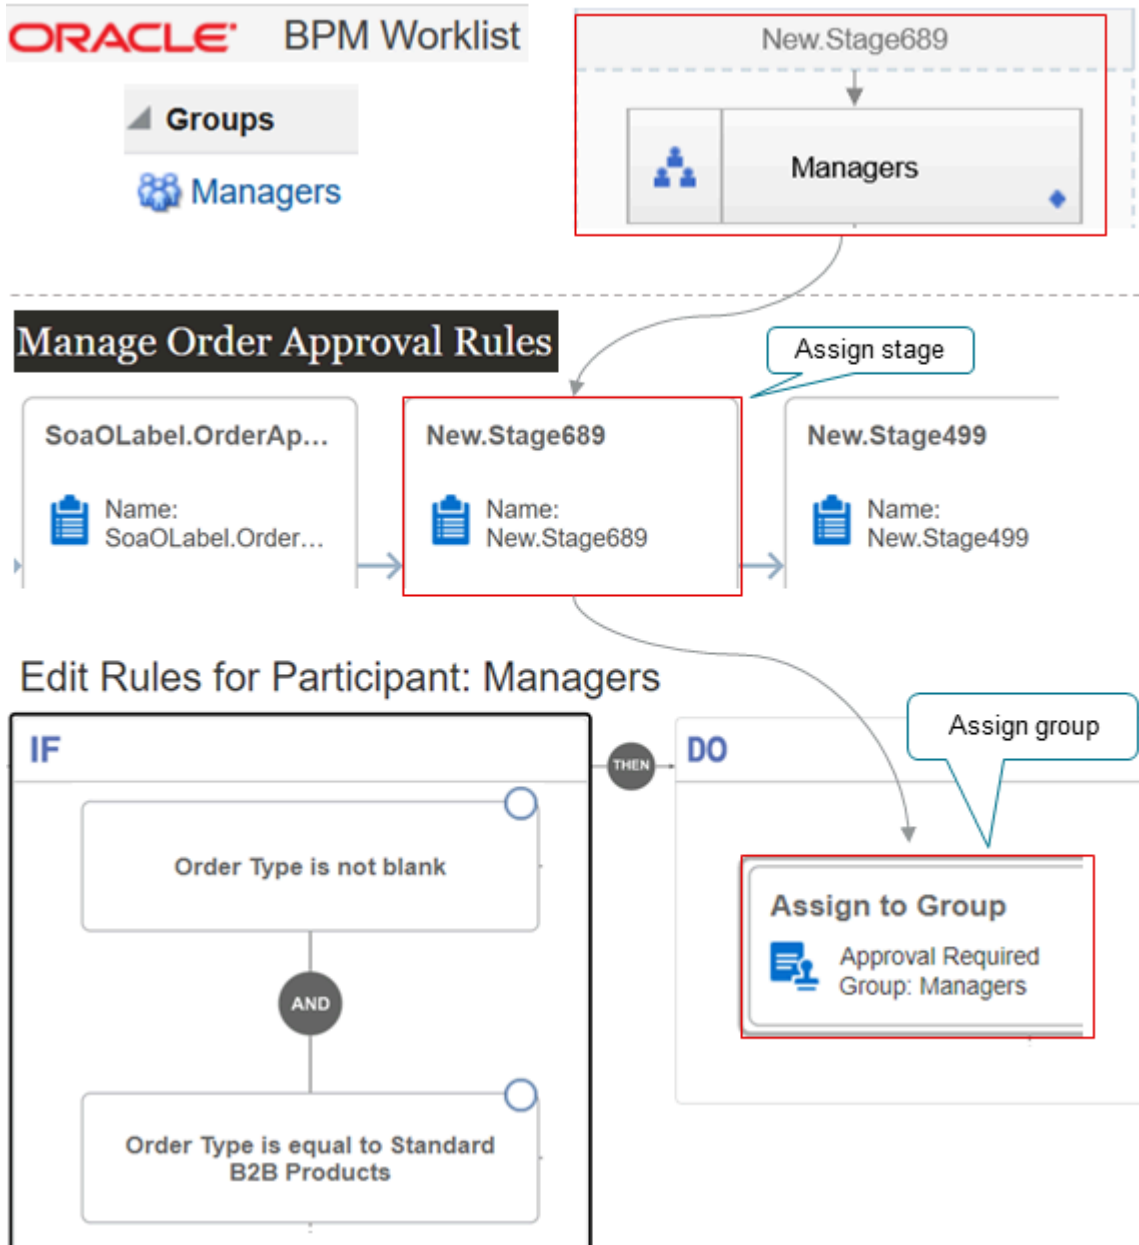 ORACLE BPM Worklist
New.Stage689
Groups
Managers
Managers
Manage Order Approval Rules
Assign stage
SoaOLabel.OrderAp...
Name:
SoaOLabel.Order...
New.Stage689
Name:
New.Stage689
New.Stage499
Name:
New.Stage499
Edit Rules for Participant: Managers
Assign group
IF
THEN
DO
Order Type is not blank
AND
Order Type is equal to Standard
B2B Products
Assign to Group
Approval Required
Group: Managers